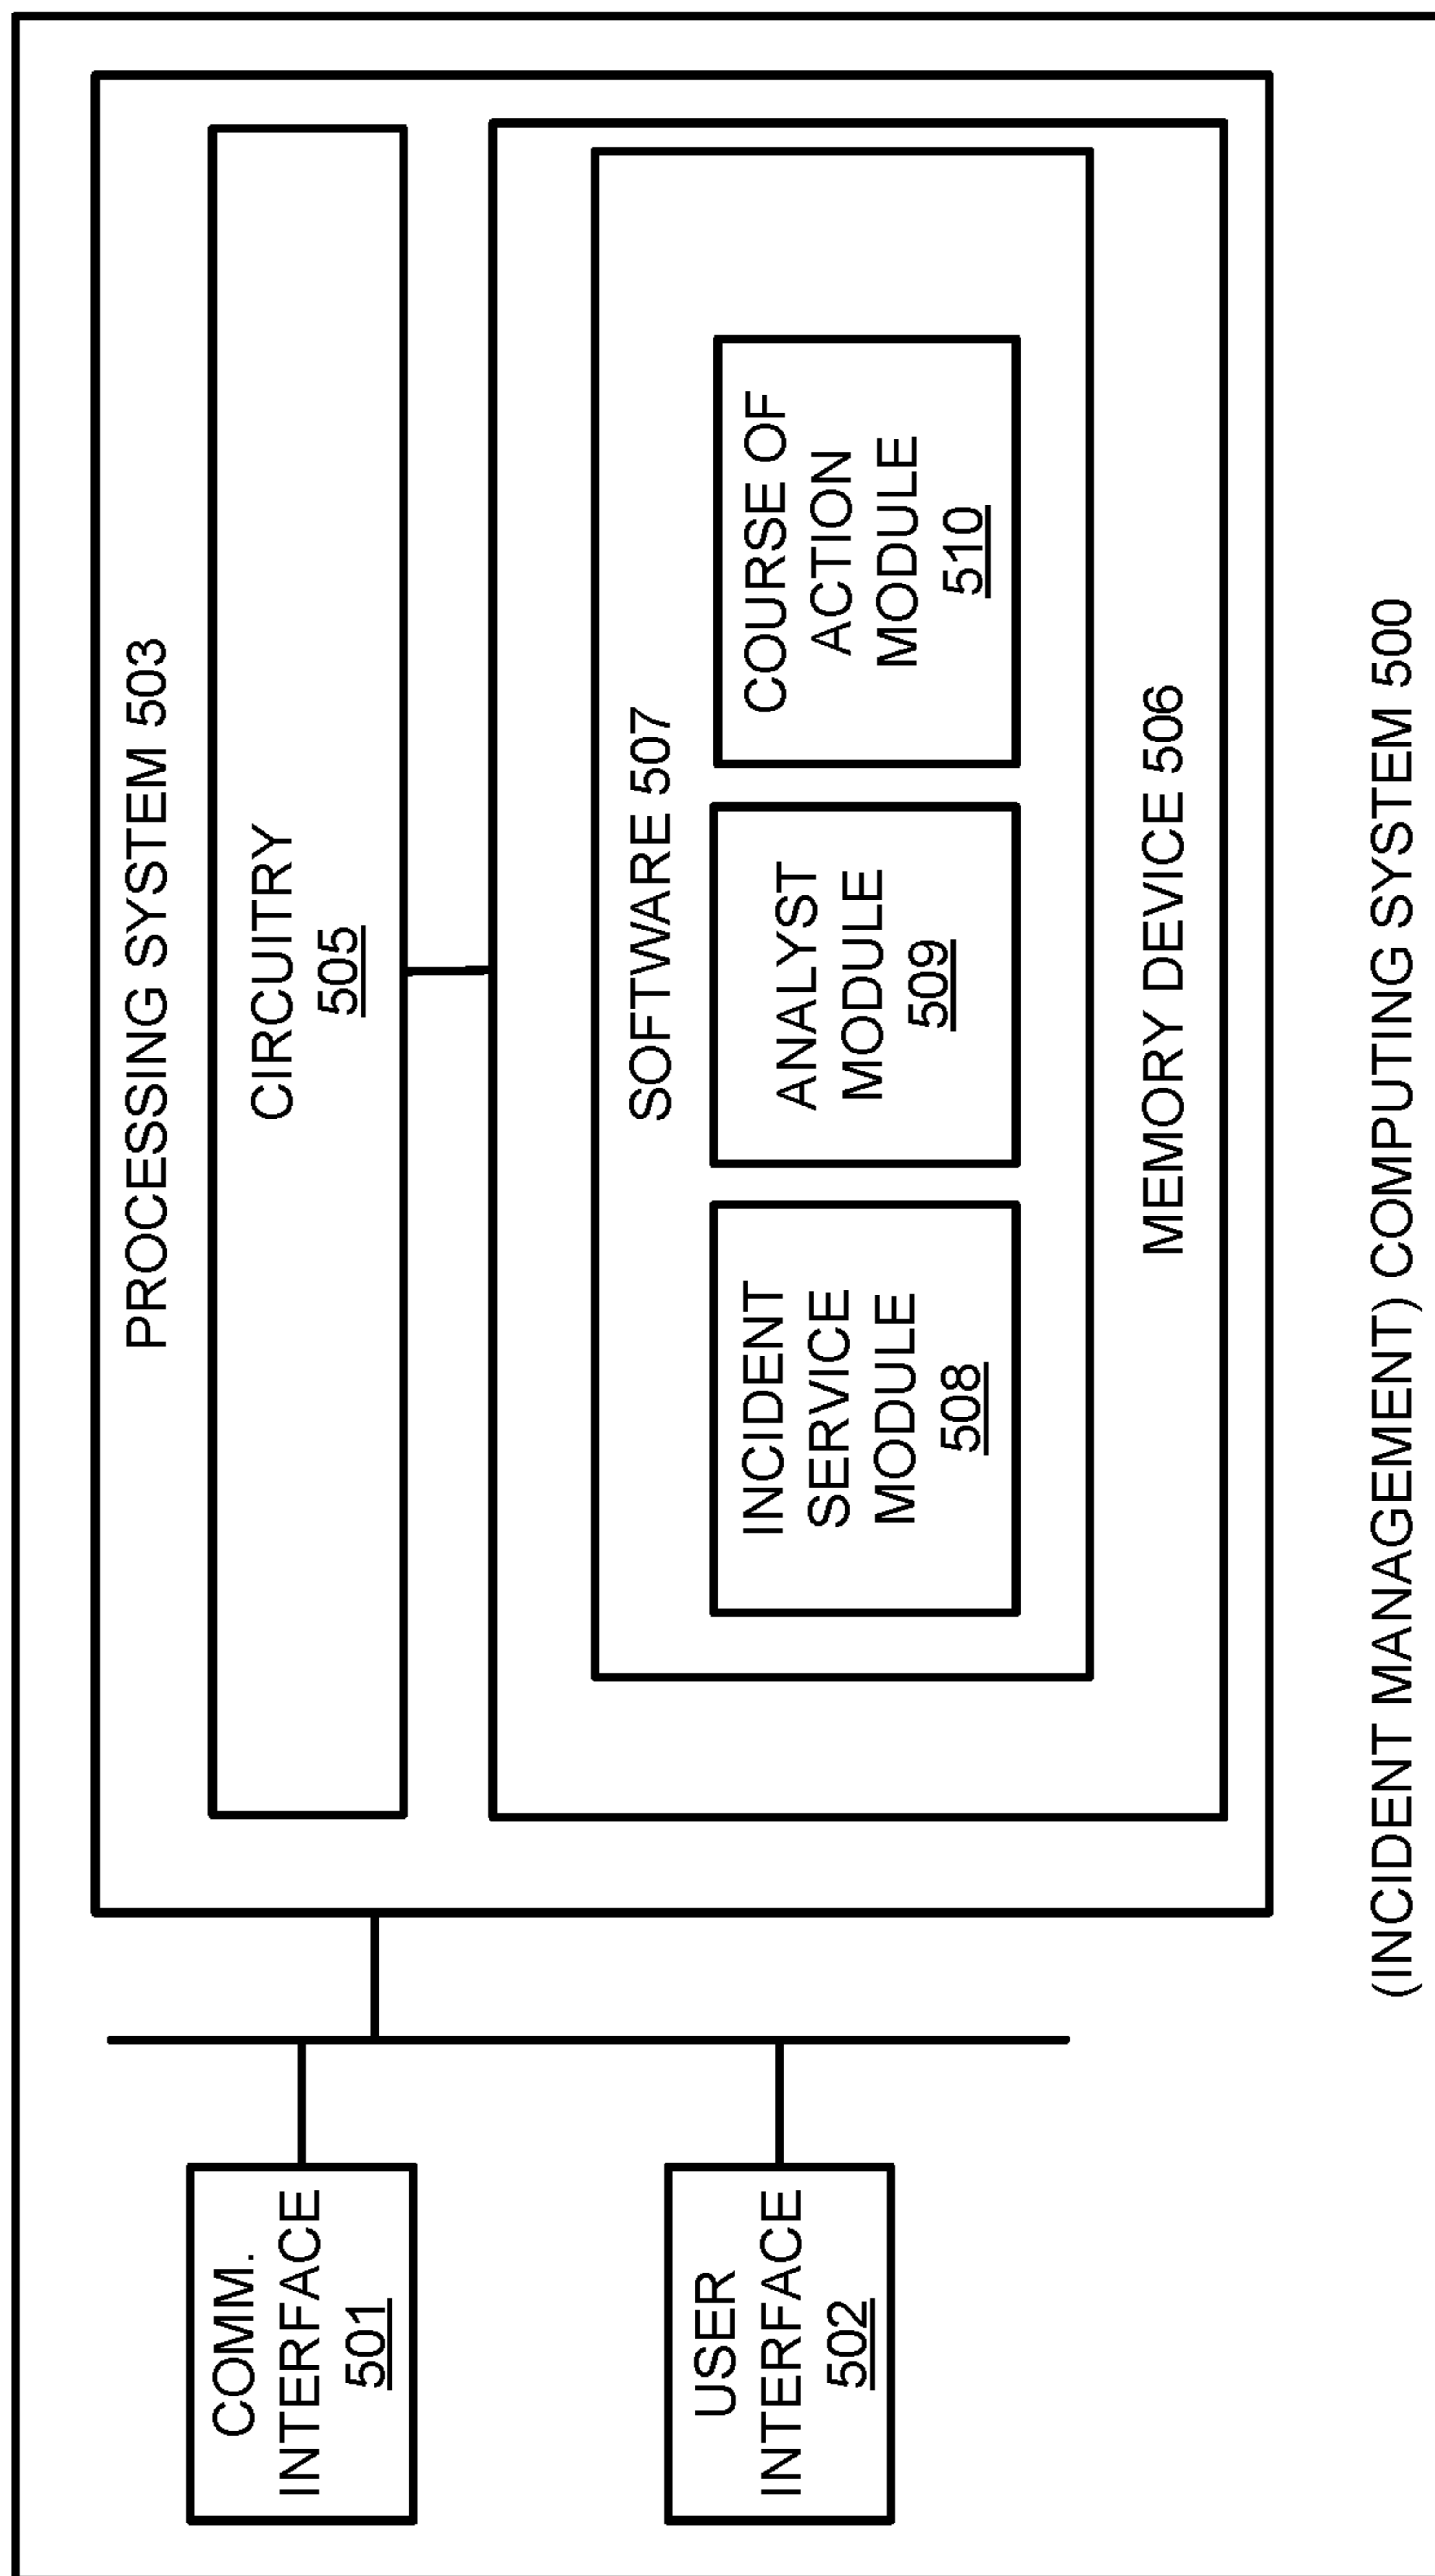 COMM.
INTERFACE
501
USER
INTERFACE
502
PROCESSING SYSTEM 503
CIRCUITRY
505
SOFTWARE 507
INCIDENT
SERVICE
MODULE
508
ANALYST
MODULE
509
COURSE OF
ACTION
MODULE
510
MEMORY DEVICE 506
(INCIDENT MANAGEMENT) COMPUTING SYSTEM 500